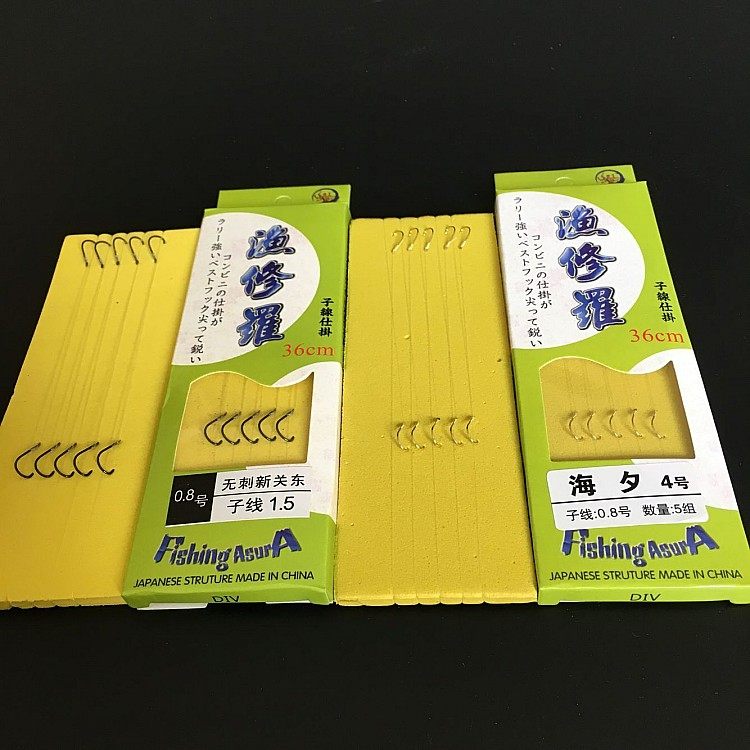 漁修羅
コンビニの仕掛が
ラリー強いベストフック尖って鋭い
子線仕掛
36cm
0.8号
无刺新关东
子线 1.5
Fishing AsurA
JAPANESE STRUTURE MADE IN CHINA
DIV
漁修羅
コンビニの仕掛が
ラリー強いベストフック尖って鋭い
子線仕掛
36cm
海夕 4号
子线:0.8号 数量:5组
Fishing AsurA
JAPANESE STRUTURE MADE IN CHINA
DIV